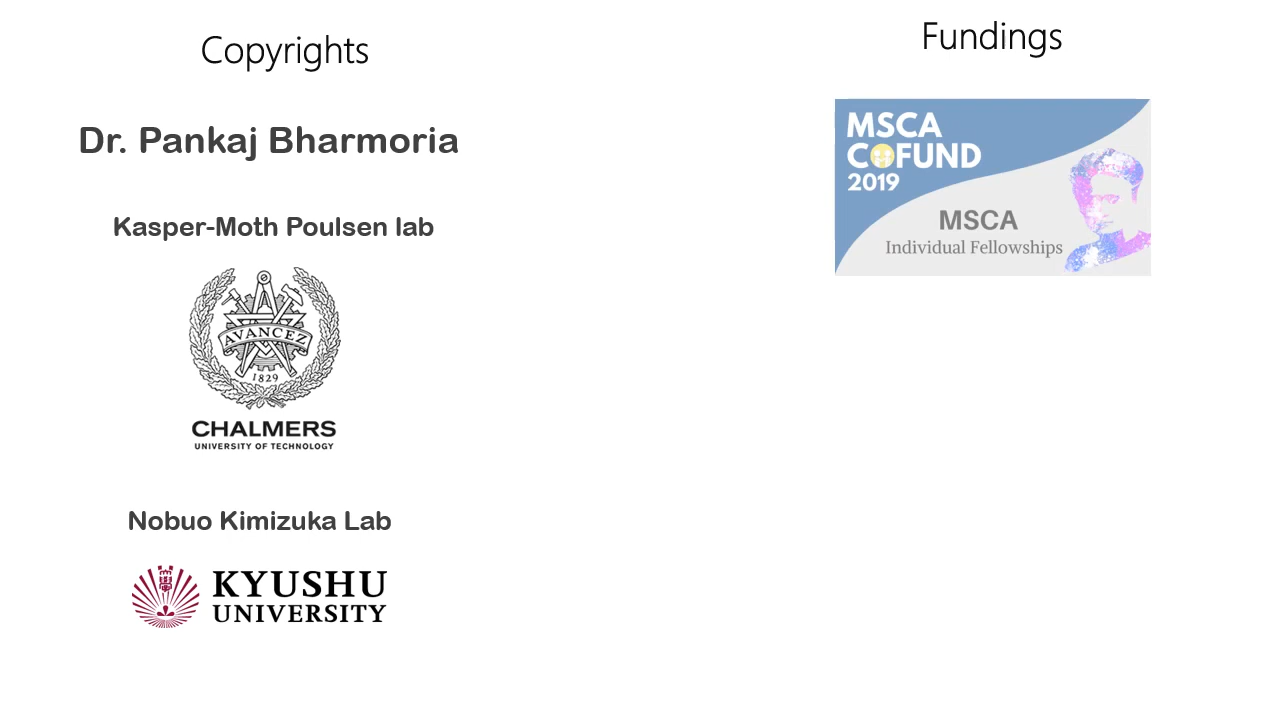 Copyrights
Dr. Pankaj Bharmoria
Kasper-Moth Poulsen lab
AVANCEZ
1829
CHALMERS
UNIVERSITY OF TECHNOLOGY
Nobuo Kimizuka Lab
KYUSHU
UNIVERSITY
Fundings
MSCA
COFUND
2019
MSCA
Individual Fellowships